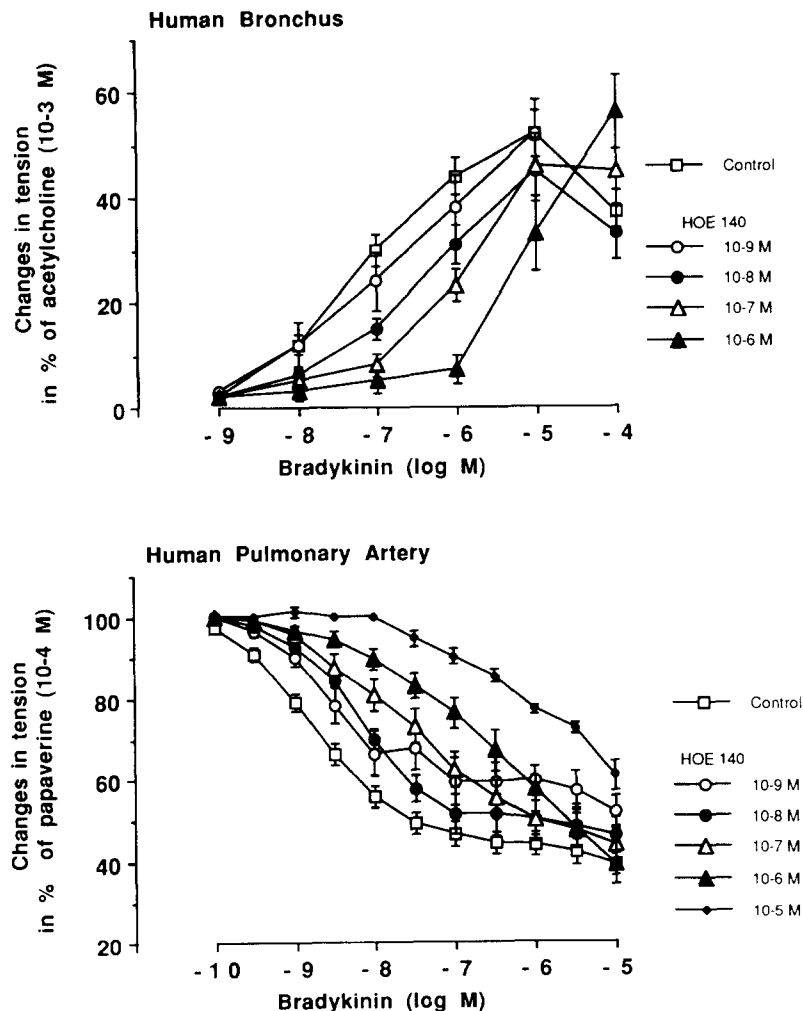 Human Bronchus
Changes in tension
in % of acetylcholine (10-3 M)
60
40
20
0
- 9
- 8
- 7
- 6
- 5
- 4
Bradykinin (log M)
Control
HOE 140
10-9 M
10-8 M
10-7 M
10-6 M
Human Pulmonary Artery
Changes in tension
in % of papaverine (10-4 M)
100
80
60
40
20
- 1 0
- 9
- 8
- 7
- 6
- 5
Bradykinin (log M)
Control
HOE 140
10-9 M
10-8 M
10-7 M
10-6 M
10-5 M